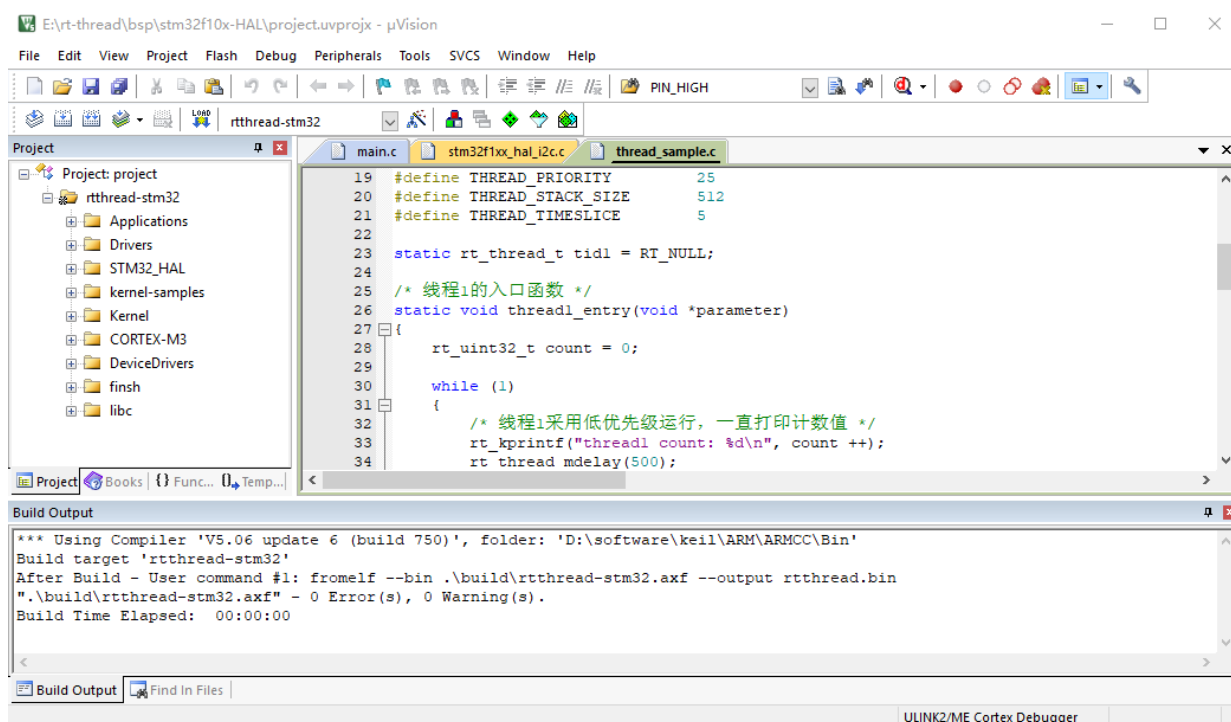 E:\rt-thread\bsp\stm32f10x-HAL\project.uvprojx - µVision
File Edit View Project Flash Debug Peripherals Tools SVCS Window Help
PIN_HIGH
LOAD rtthread-stm32
Project
Project: project
rtthread-stm32
Applications
Drivers
STM32_HAL
kernel-samples
Kernel
CORTEX-M3
DeviceDrivers
finsh
libc
Project Books {} Func... 0 Temp...
main.c stm32f1xx_hal_i2c.c thread_sample.c
19 #define THREAD_PRIORITY 25
20 #define THREAD_STACK_SIZE 512
21 #define THREAD_TIMESLICE 5
22
23 static rt_thread_t tid1 = RT_NULL;
24
25 /* 线程1的入口函数 */
26 static void thread1_entry(void *parameter)
27 {
28 rt_uint32_t count = 0;
29
30 while (1)
31 {
32 /* 线程1采用低优先级运行，一直打印计数值 */
33 rt_kprintf("thread1 count: %d\n", count ++);
34 rt_thread_mdelay(500);
Build Output
*** Using Compiler 'V5.06 update 6 (build 750)', folder: 'D:\software\keil\ARM\ARMCC\Bin'
Build target 'rtthread-stm32'
After Build - User command #1: fromelf --bin .\build\rtthread-stm32.axf --output rtthread.bin
".\build\rtthread-stm32.axf" - 0 Error(s), 0 Warning(s).
Build Time Elapsed: 00:00:00
Build Output Find In Files
ULINK2/ME Cortex Debugger